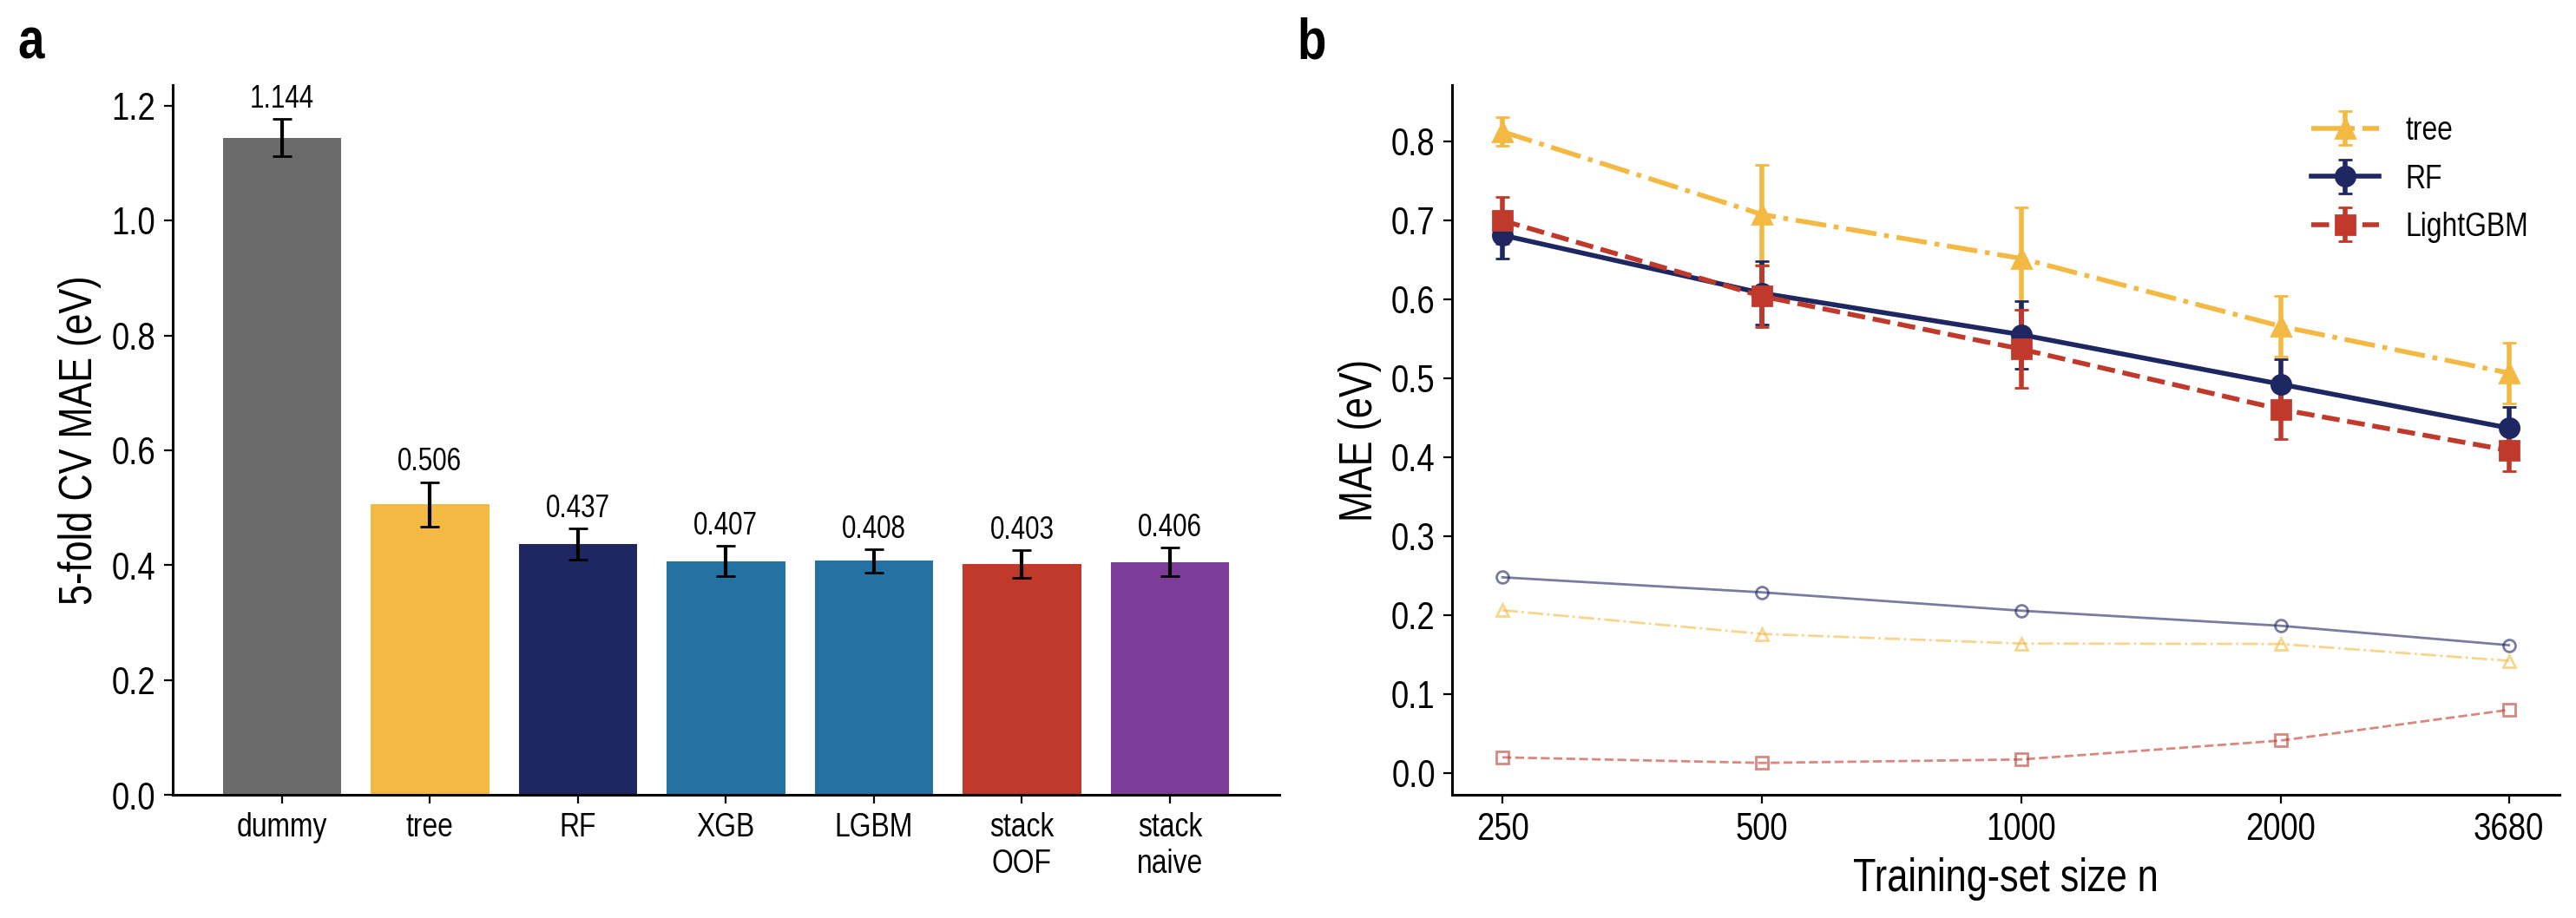 a
5-fold CV MAE (eV)
1.2
1.0
0.8
0.6
0.4
0.2
0.0
1.144
0.506
0.437
0.407
0.408
0.403
0.406
dummy
tree
RF
XGB
LGBM
stack
OOF
stack
naive
b
MAE (eV)
0.8
0.7
0.6
0.5
0.4
0.3
0.2
0.1
0.0
tree
RF
LightGBM
250
500
1000
2000
3680
Training-set size n